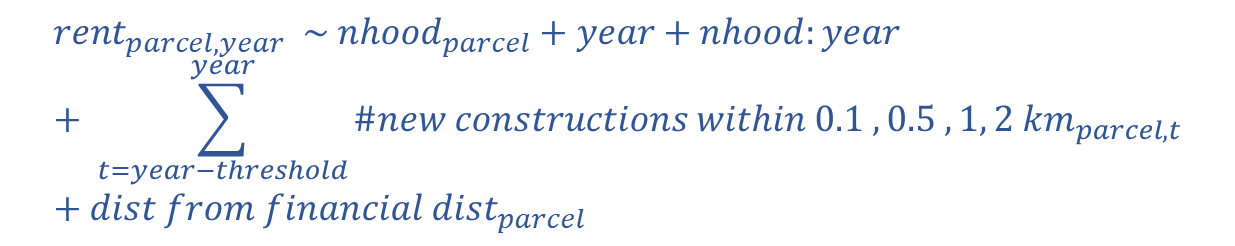 rent_{parcel,year} ~ nhood_{parcel} + year + nhood: year
+ \sum_{t=year−threshold}^{year} #new constructions within 0.1 , 0.5 , 1, 2 km_{parcel,t}
+ dist from financial dist_{parcel}